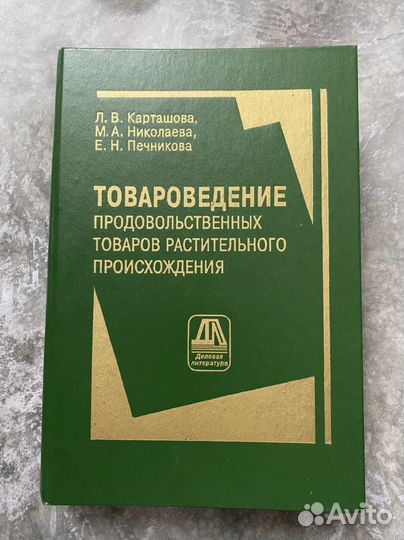 Л. В. Карташова,
М. А. Николаева,
Е. Н. Печникова
ТОВАРОВЕДЕНИЕ
ПРОДОВОЛЬСТВЕННЫХ
ТОВАРОВ РАСТИТЕЛЬНОГО
ПРОИСХОЖДЕНИЯ
ДЛ
Деловая
литература
Avito